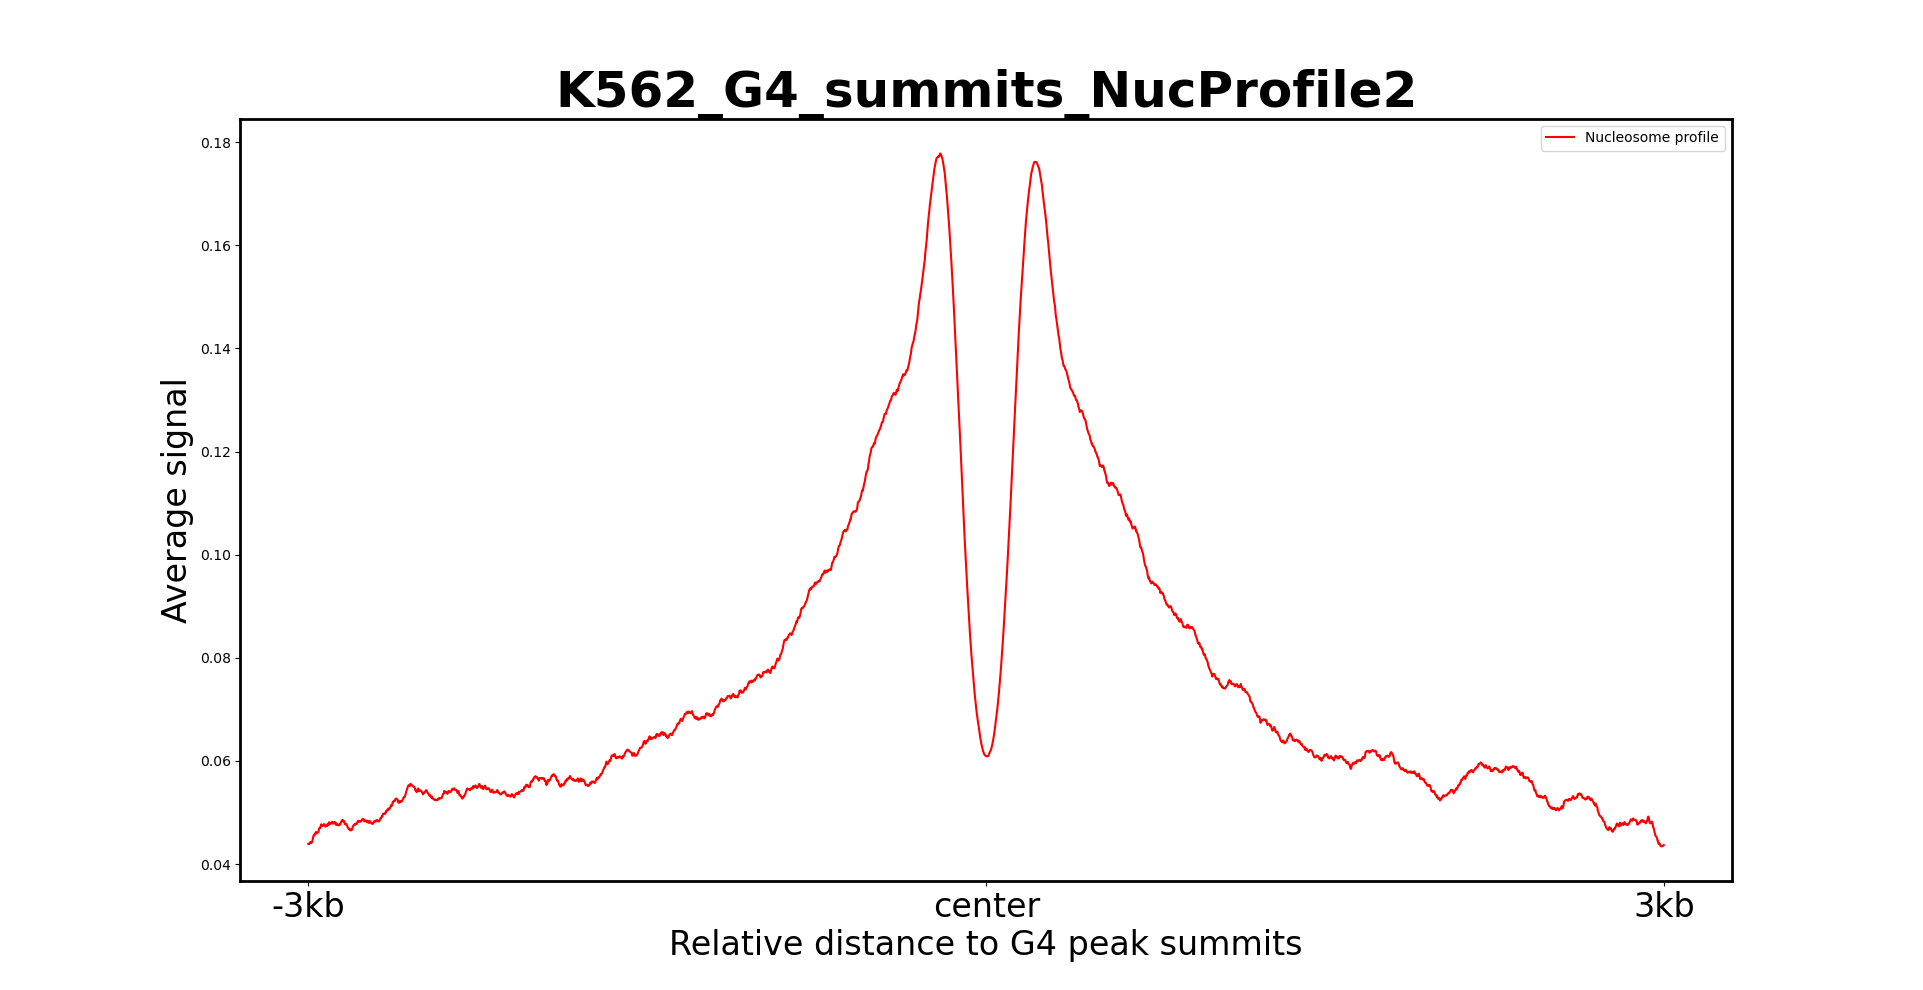 K562_G4_summits_NucProfile2
Nucleosome profile
0.18
0.16
0.14
0.12
0.10
0.08
0.06
0.04
Average signal
-3kb center 3kb
Relative distance to G4 peak summits